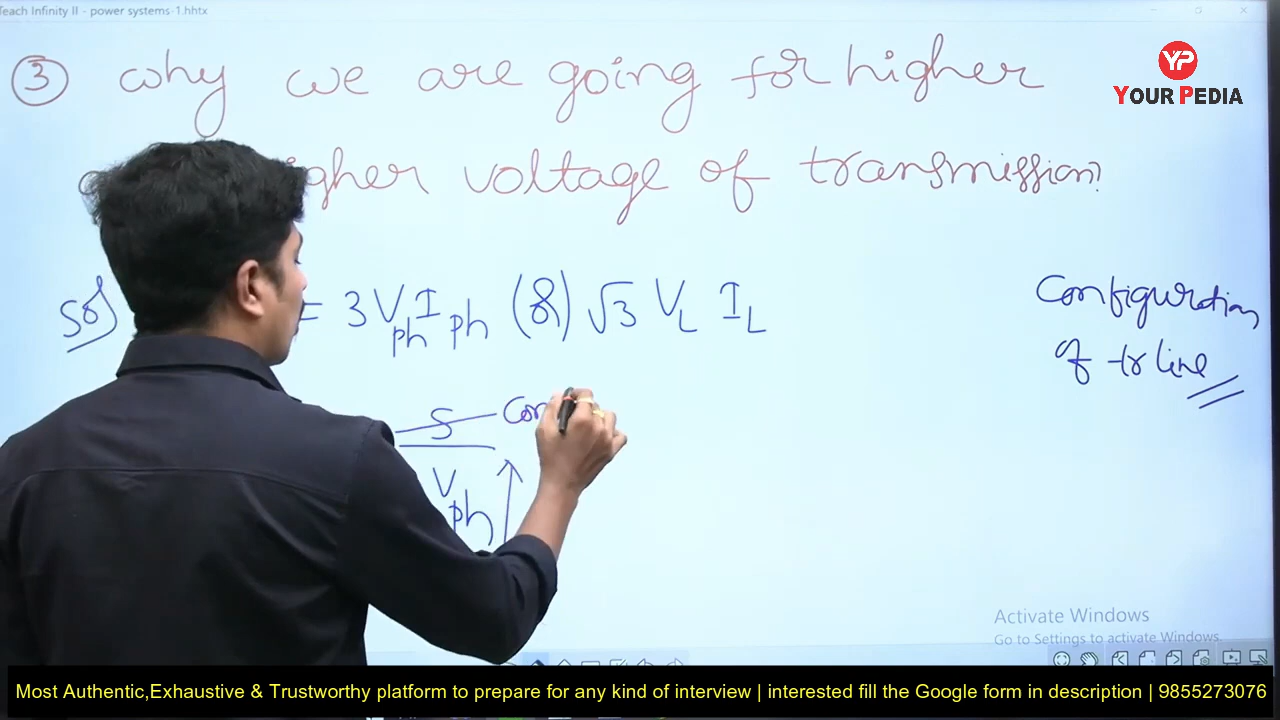 Teach Infinity II - power systems-1.hhtx
YP
YOUR PEDIA
③ why we are going for higher
higher voltage of transmission?
Sol = 3 V ph I ph (or) √3 V L I L
Configuration
of tr line
S Con
V ph ↑
Activate Windows
Go to Settings to activate Windows.
Most Authentic,Exhaustive & Trustworthy platform to prepare for any kind of interview | interested fill the Google form in description | 9855273076